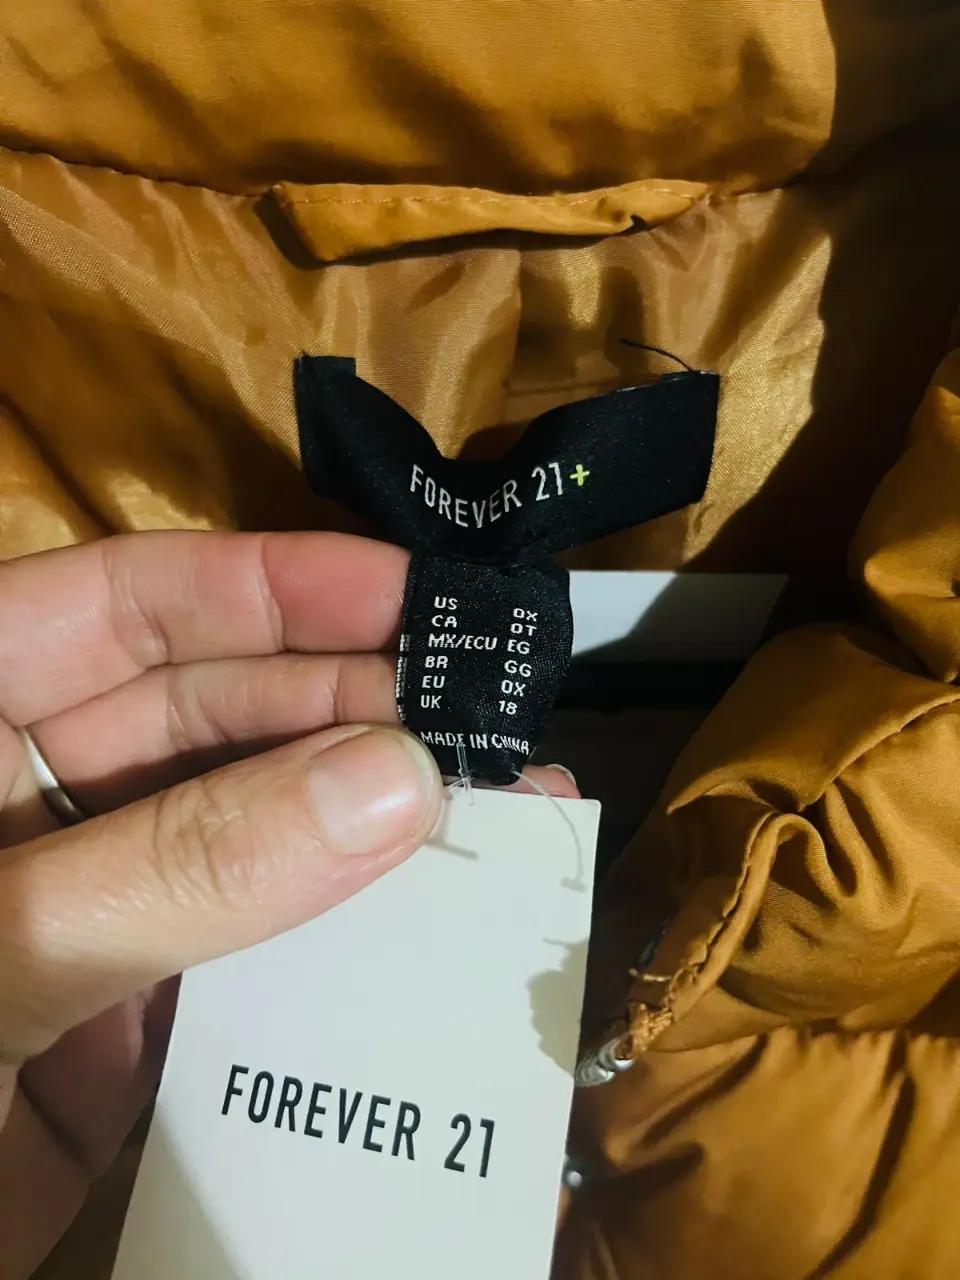 FOREVER 21+
US 0X
CA 0T
MX/ECU EG
BR GG
EU 0X
UK 18
MADE IN CHINA
FOREVER 21